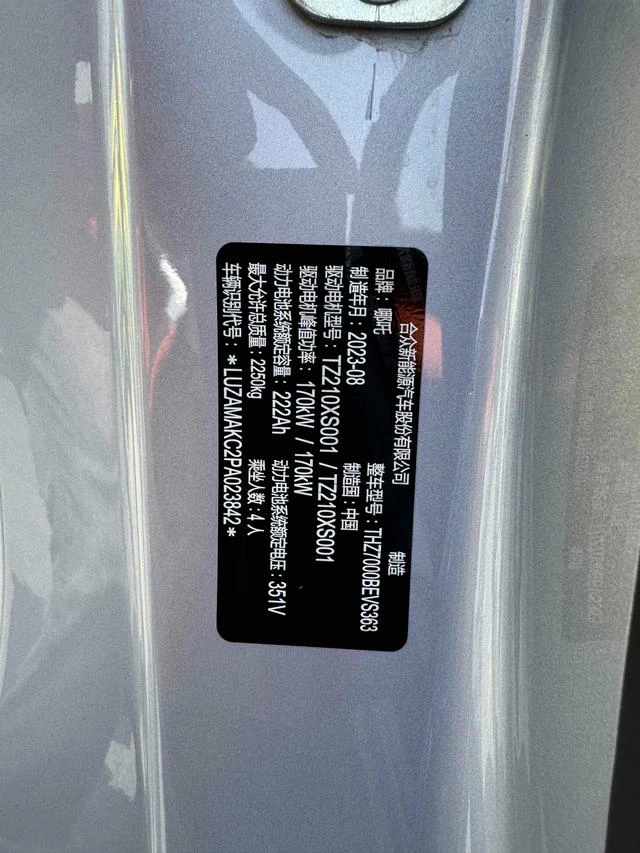 合众新能源汽车股份有限公司 制造
品牌：哪吒 整车型号：THZ7000BEVS363
制造年月：2023-08 制造国：中国
驱动电机型号：TZ210XS001 / TZ210XS001
驱动电机峰值功率：170kW / 170kW
动力电池系统额定容量：222Ah 动力电池系统额定电压：351V
最大允许总质量：2250kg 乘坐人数：4 人
车辆识别代号：*LUZAMAKC2PA023842*